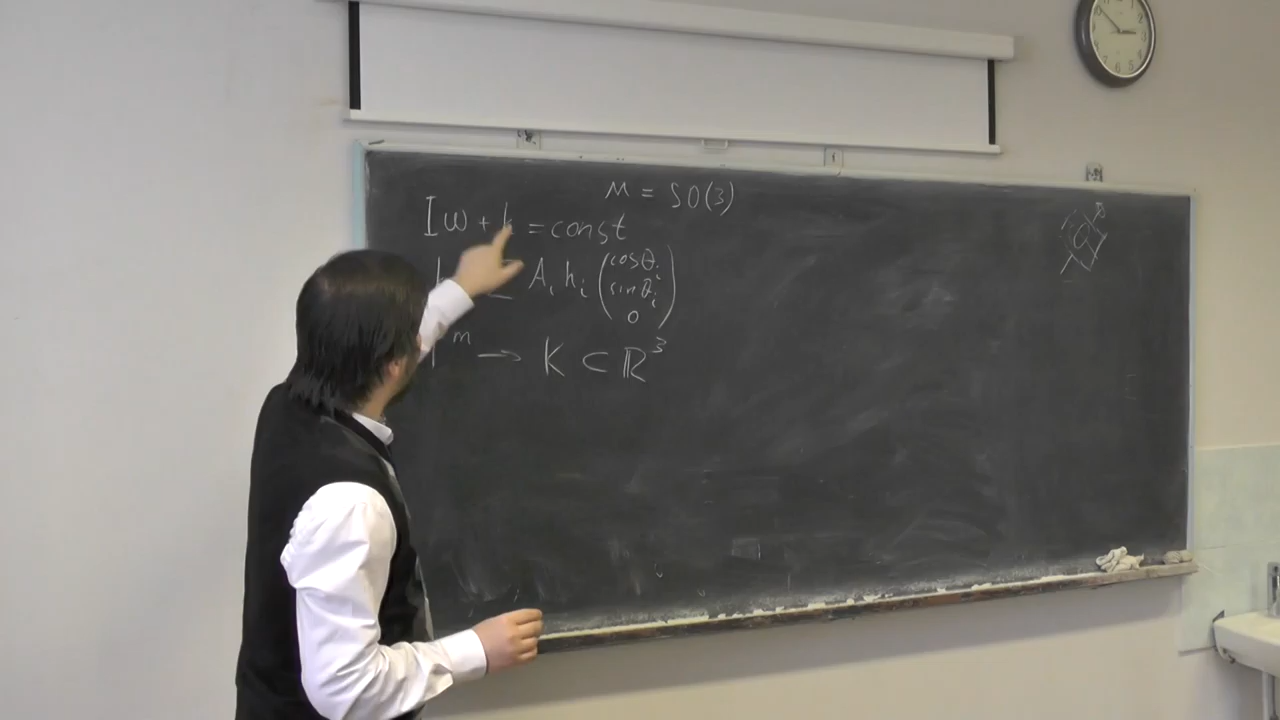 M = SO(3)
Iω + k = const
= A_i h_i (cosθ_i
sinθ_i
0)
m → K ⊂ ℝ³